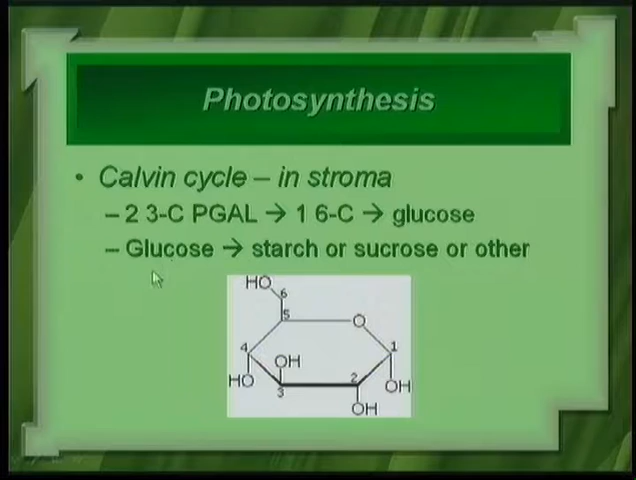 Photosynthesis
• Calvin cycle – in stroma
– 2 3-C PGAL → 1 6-C → glucose
– Glucose → starch or sucrose or other
HO
6
5
O
4
OH
1
HO
3
2
OH
OH